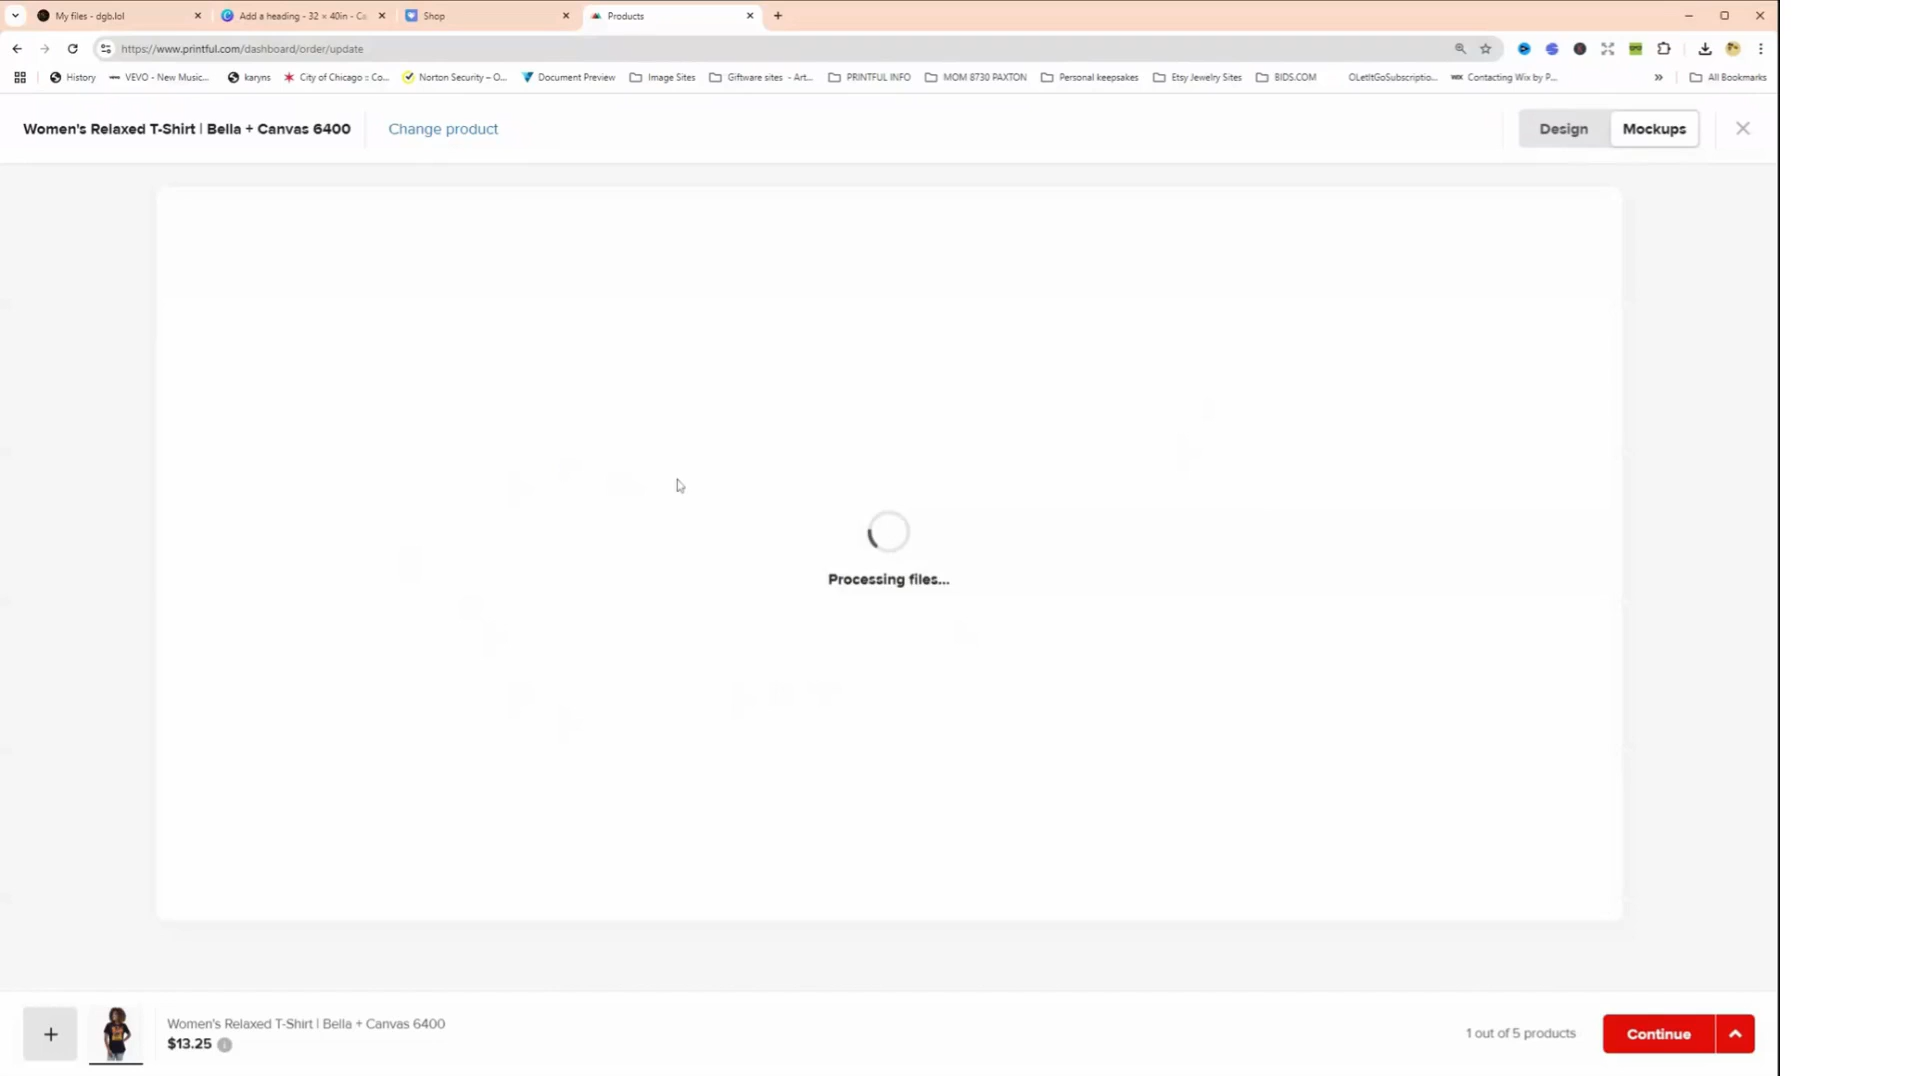 My files - dgb.lol
Add a heading - 32 × 40in - Ca
Shop
Products
https://www.printful.com/dashboard/order/update
History
VEVO - New Music...
karyns
City of Chicago :: Co...
Norton Security – O...
Document Preview
Image Sites
Giftware sites - Art...
PRINTFUL INFO
MOM 8730 PAXTON
Personal keepsakes
Etsy Jewelry Sites
BIDS.COM
OLetitGoSubscriptio...
WIX Contacting Wix by P...
»
All Bookmarks
Women's Relaxed T-Shirt | Bella + Canvas 6400
Change product
Design
Mockups
Processing files...
Women's Relaxed T-Shirt | Bella + Canvas 6400
$13.25
1 out of 5 products
Continue